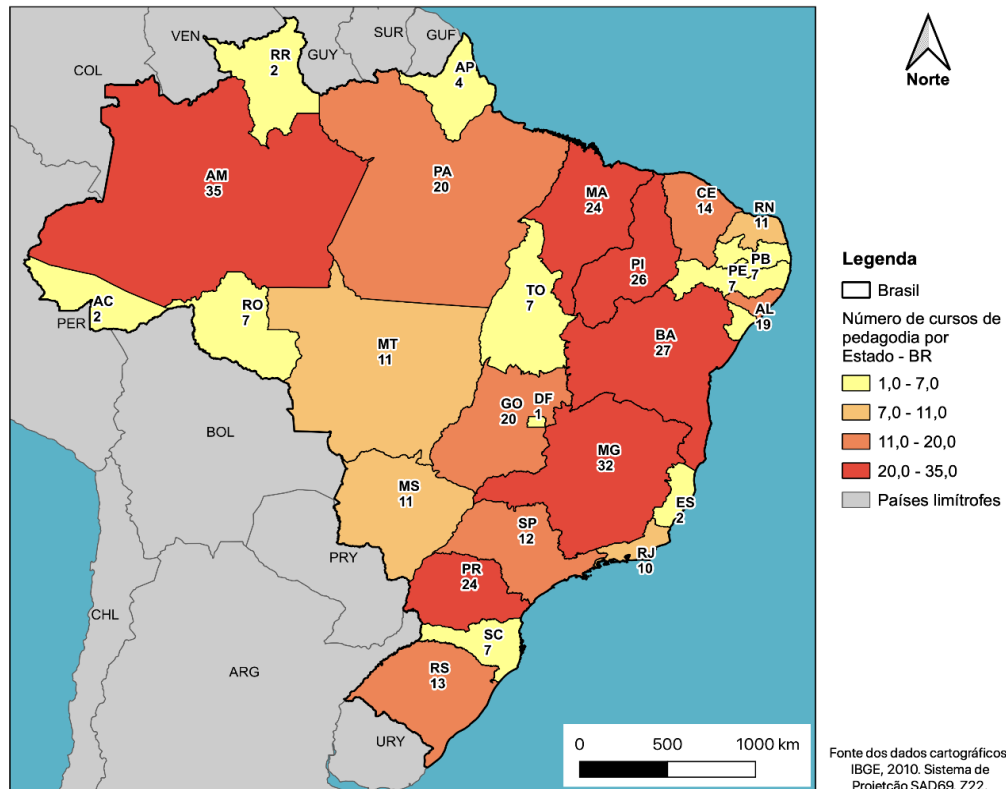 VEN
SUR
GUF
GUY
COL
RR
2
AP
4
AM
35
PA
20
MA
24
CE
14
RN
11
PI
26
PB
7
PE
7
AC
2
RO
7
TO
7
AL
19
PER
MT
11
BA
27
GO
20
DF
1
BOL
MG
32
MS
11
ES
2
SP
12
RJ
10
PRY
PR
24
CHL
SC
7
ARG
RS
13
URY
0 500 1000 km
Norte
Legenda
Brasil
Número de cursos de
pedagodia por
Estado - BR
1,0 - 7,0
7,0 - 11,0
11,0 - 20,0
20,0 - 35,0
Países limítrofes
Fonte dos dados cartográficos
IBGE, 2010. Sistema de
Projetção SAD69, Z22.